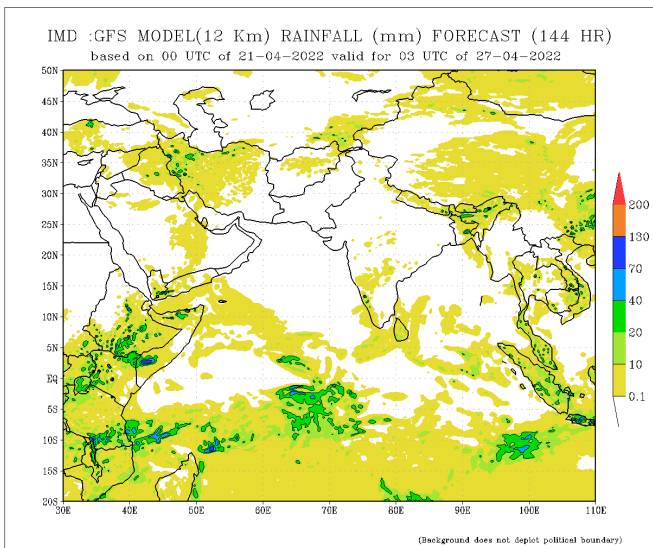 IMD :GFS MODEL(12 Km) RAINFALL (mm) FORECAST (144 HR)
based on 00 UTC of 21-04-2022 valid for 03 UTC of 27-04-2022
50N
45N
40N
35N
30N
25N
20N
15N
10N
5N
EQ
5S
10S
15S
20S
30E 40E 50E 60E 70E 80E 90E 100E 110E
200
130
70
40
20
10
0.1
(Background does not depict political boundary)